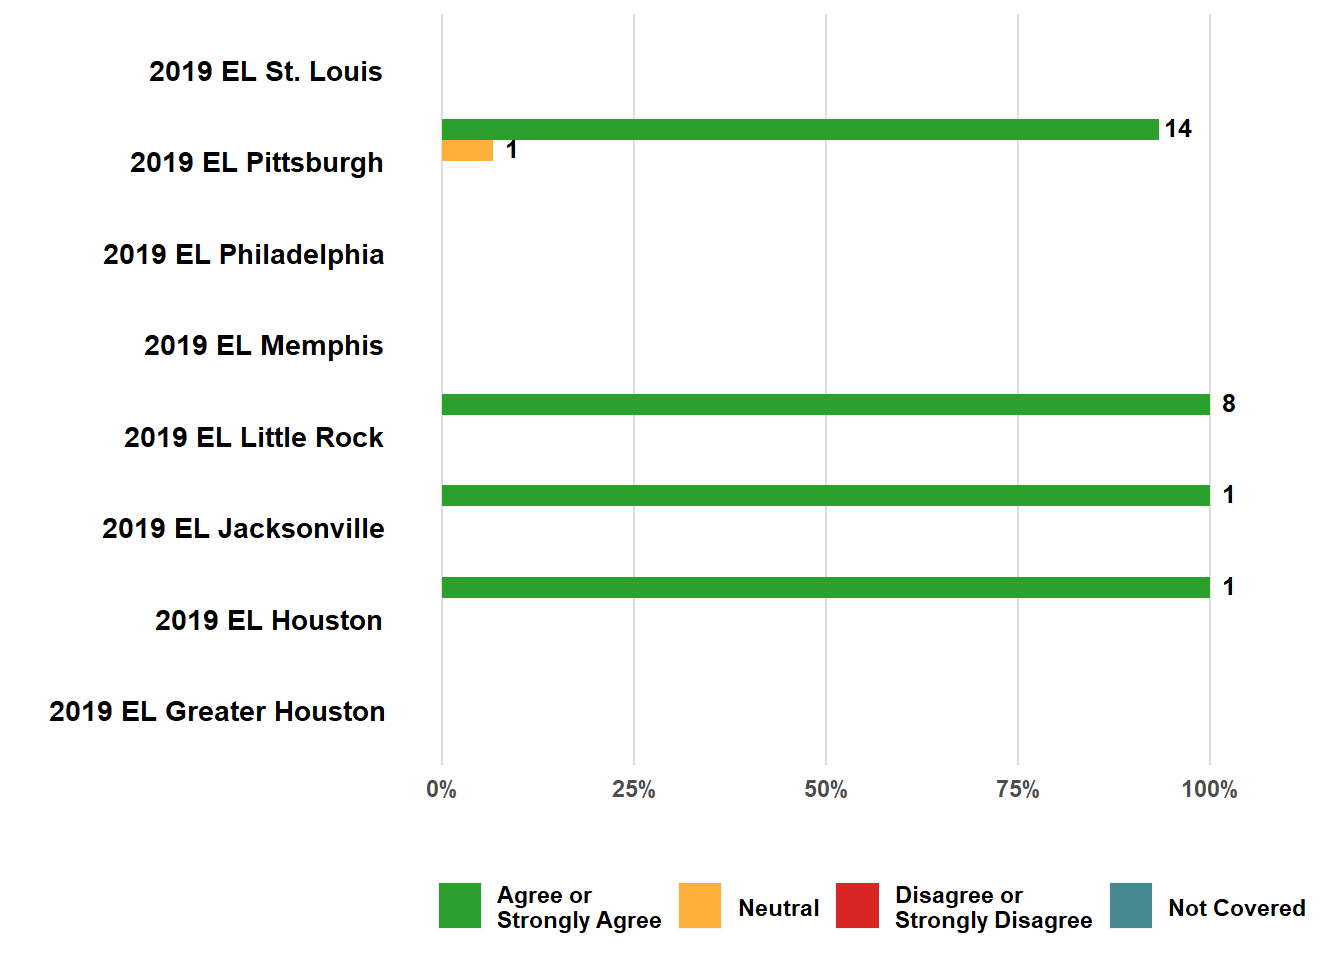 2019 EL St. Louis
14
1
2019 EL Pittsburgh
2019 EL Philadelphia
2019 EL Memphis
8
2019 EL Little Rock
1
2019 EL Jacksonville
1
2019 EL Houston
2019 EL Greater Houston
0% 25% 50% 75% 100%
Agree or
Strongly Agree
Neutral
Disagree or
Strongly Disagree
Not Covered